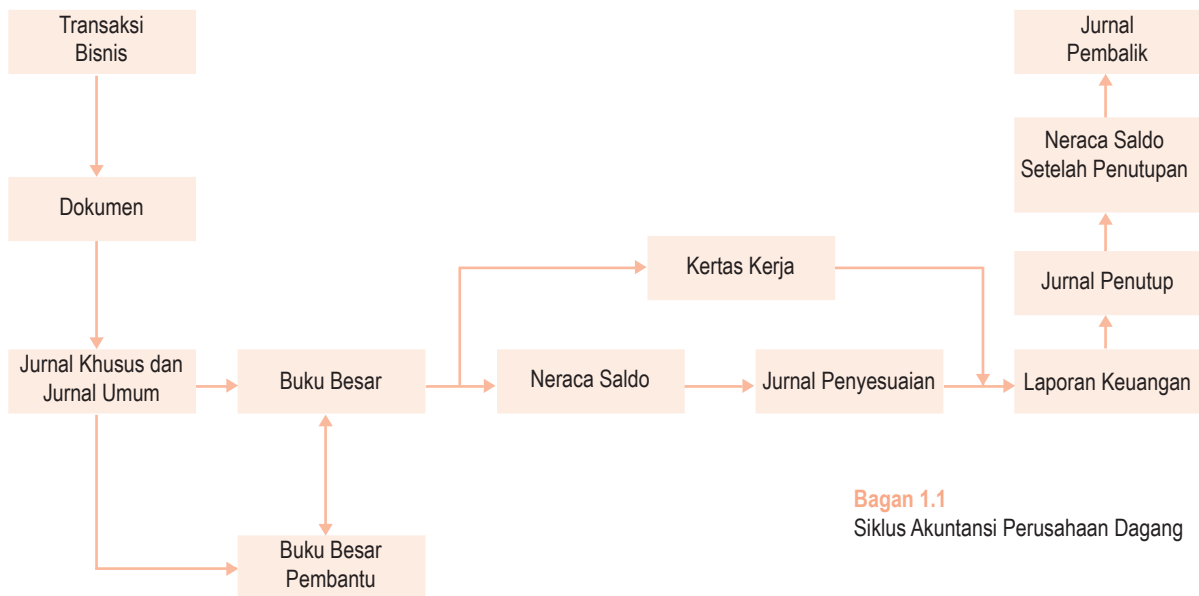 Transaksi
Bisnis
Jurnal
Pembalik
Neraca Saldo
Setelah Penutupan
Dokumen
Kertas Kerja
Jurnal Penutup
Jurnal Khusus dan
Jurnal Umum
Buku Besar
Neraca Saldo
Jurnal Penyesuaian
Laporan Keuangan
Buku Besar
Pembantu
Bagan 1.1
Siklus Akuntansi Perusahaan Dagang